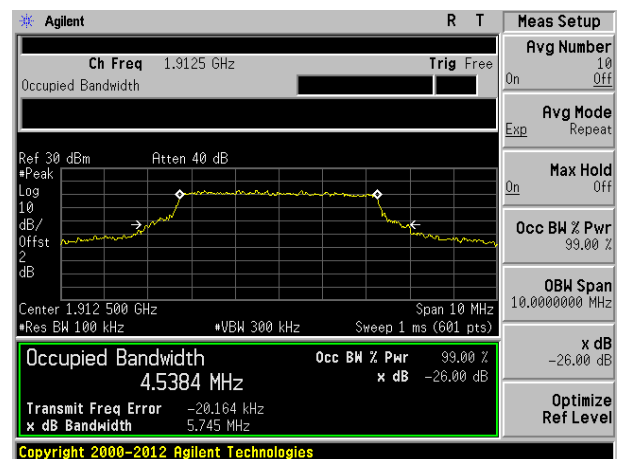 Agilent R T
Ch Freq 1.9125 GHz Trig Free
Occupied Bandwidth
Ref 30 dBm Atten 40 dB
#Peak
Log
10
dB/
Offst
2
dB
Center 1.912 500 GHz Span 10 MHz
#Res BW 100 kHz #VBW 300 kHz Sweep 1 ms (601 pts)
Occupied Bandwidth Occ BW % Pwr 99.00 %
4.5384 MHz x dB -26.00 dB
Transmit Freq Error -20.164 kHz
x dB Bandwidth 5.745 MHz
Copyright 2000-2012 Agilent Technologies
Meas Setup
Avg Number
10
On Off
Avg Mode
Exp Repeat
Max Hold
On Off
Occ BW % Pwr
99.00 %
OBW Span
10.0000000 MHz
x dB
-26.00 dB
Optimize
Ref Level